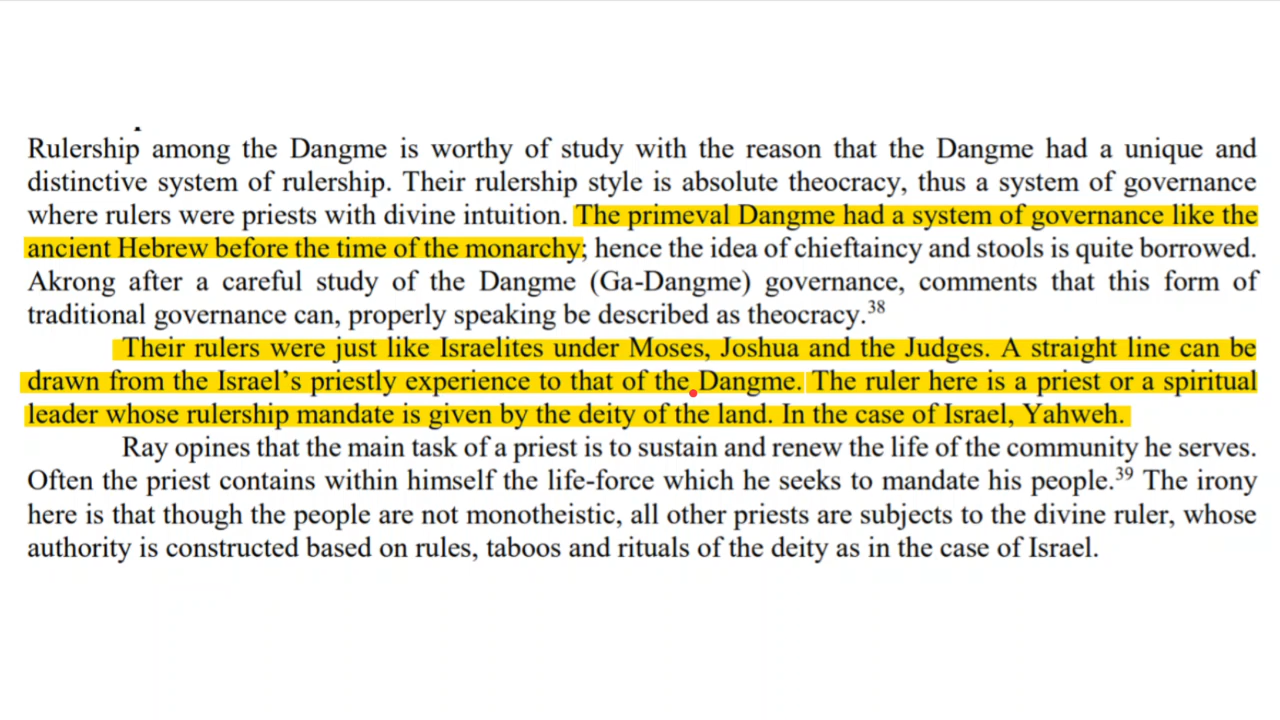 Rulership among the Dangme is worthy of study with the reason that the Dangme had a unique and
distinctive system of rulership. Their rulership style is absolute theocracy, thus a system of governance
where rulers were priests with divine intuition. The primeval Dangme had a system of governance like the
ancient Hebrew before the time of the monarchy; hence the idea of chieftaincy and stools is quite borrowed.
Akrong after a careful study of the Dangme (Ga-Dangme) governance, comments that this form of
traditional governance can, properly speaking be described as theocracy.38
Their rulers were just like Israelites under Moses, Joshua and the Judges. A straight line can be
drawn from the Israel’s priestly experience to that of the Dangme. The ruler here is a priest or a spiritual
leader whose rulership mandate is given by the deity of the land. In the case of Israel, Yahweh.
Ray opines that the main task of a priest is to sustain and renew the life of the community he serves.
Often the priest contains within himself the life-force which he seeks to mandate his people.39 The irony
here is that though the people are not monotheistic, all other priests are subjects to the divine ruler, whose
authority is constructed based on rules, taboos and rituals of the deity as in the case of Israel.